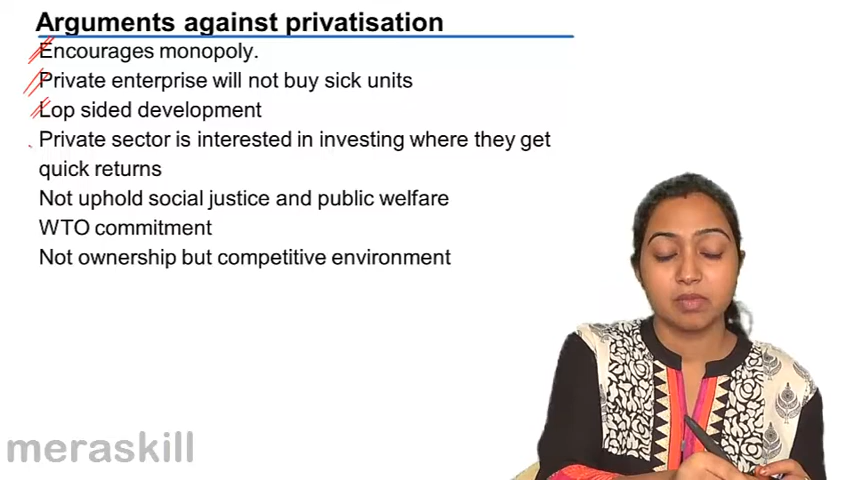 Arguments against privatisation
Encourages monopoly.
Private enterprise will not buy sick units
Lop sided development
Private sector is interested in investing where they get
quick returns
Not uphold social justice and public welfare
WTO commitment
Not ownership but competitive environment
meraskill